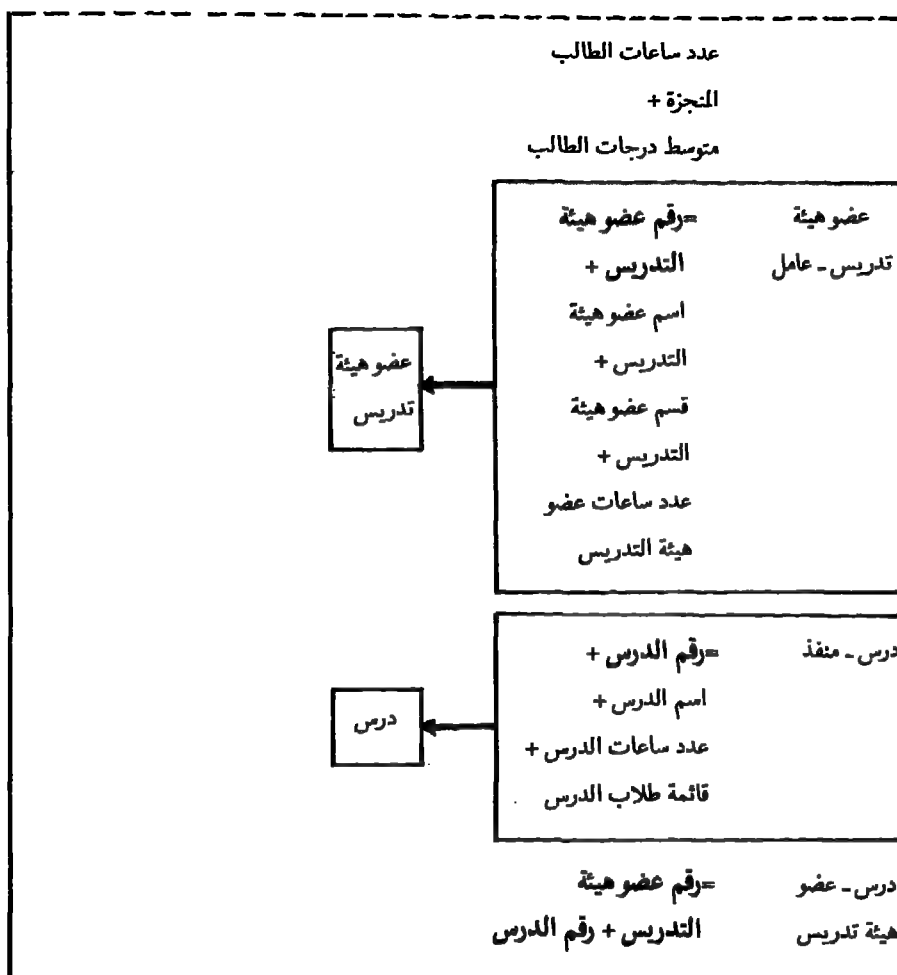 عدد ساعات الطالب
المنجزة +
متوسط درجات الطالب
عضو هيئة =رقم عضو هيئة
تدريس - عامل التدريس +
اسم عضو هيئة
التدريس +
قسم عضو هيئة
التدريس +
عدد ساعات عضو
هيئة التدريس
عضو هيئة
تدريس
درس - منفذ =رقم الدرس +
اسم الدرس +
عدد ساعات الدرس +
قائمة طلاب الدرس
درس
درس - عضو =رقم عضو هيئة
هيئة تدريس التدريس + رقم الدرس